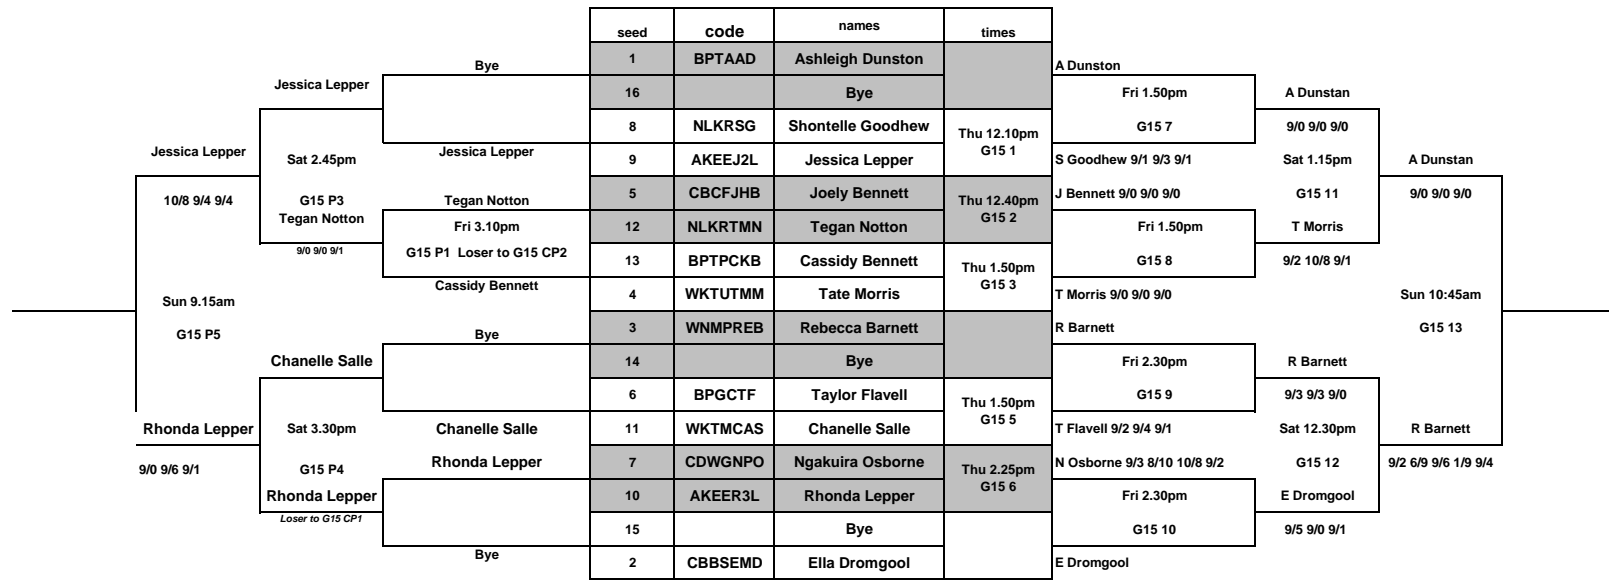 seed code names times
Bye 1 BPTAAD Ashleigh Dunston A Dunston
Jessica Lepper 16 Bye Fri 1.50pm A Dunstan
8 NLKRSG Shontelle Goodhew Thu 12.10pm G15 7 9/0 9/0 9/0
G15 1
Jessica Lepper Sat 2.45pm Jessica Lepper 9 AKEEJ2L Jessica Lepper S Goodhew 9/1 9/3 9/1 Sat 1.15pm A Dunstan
10/8 9/4 9/4 G15 P3 Tegan Notton 5 CBCFJHB Joely Bennett Thu 12.40pm J Bennett 9/0 9/0 9/0 G15 11 9/0 9/0 9/0
G15 2
Tegan Notton Fri 3.10pm 12 NLKRTMN Tegan Notton Fri 1.50pm T Morris
9/0 9/0 9/1 G15 P1 Loser to G15 CP2 13 BPTPCKB Cassidy Bennett Thu 1.50pm G15 8 9/2 10/8 9/1
G15 3
Sun 9.15am Cassidy Bennett 4 WKTUTMM Tate Morris T Morris 9/0 9/0 9/0 Sun 10:45am
G15 P5 Bye 3 WNMPREB Rebecca Barnett R Barnett G15 13
Chanelle Salle 14 Bye Fri 2.30pm R Barnett
6 BPGCTF Taylor Flavell Thu 1.50pm G15 9 9/3 9/3 9/0
G15 5
Rhonda Lepper Sat 3.30pm Chanelle Salle 11 WKTMCAS Chanelle Salle T Flavell 9/2 9/4 9/1 Sat 12.30pm R Barnett
9/0 9/6 9/1 G15 P4 Rhonda Lepper 7 CDWGNPO Ngakuira Osborne Thu 2.25pm N Osborne 9/3 8/10 10/8 9/2 G15 12 9/2 6/9 9/6 1/9 9/4
G15 6
Rhonda Lepper 10 AKEER3L Rhonda Lepper Fri 2.30pm E Dromgool
Loser to G15 CP1 15 Bye G15 10 9/5 9/0 9/1
Bye 2 CBBSEMD Ella Dromgool E Dromgool